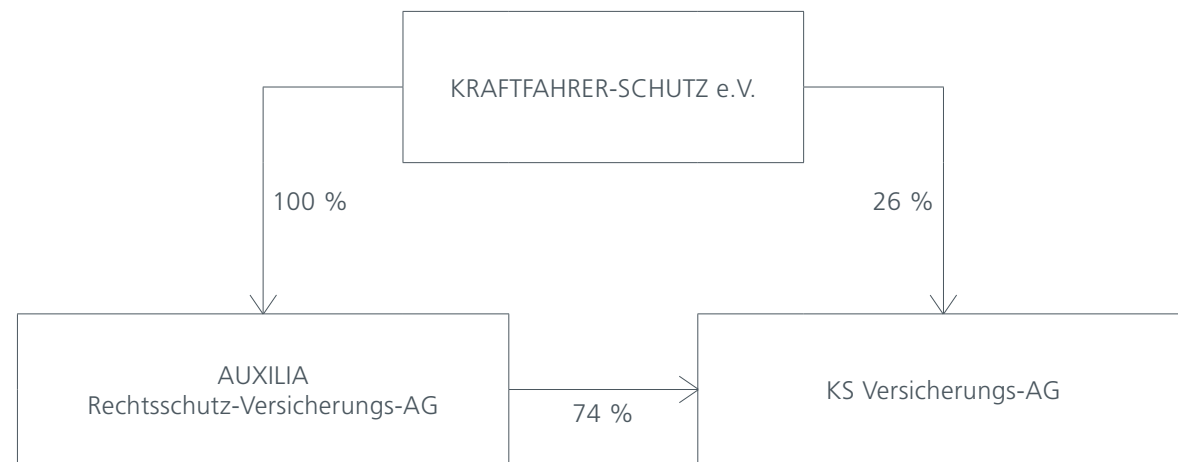 KRAFTFAHRER-SCHUTZ e.V.
100 %
26 %
AUXILIA
Rechtsschutz-Versicherungs-AG
74 %
KS Versicherungs-AG